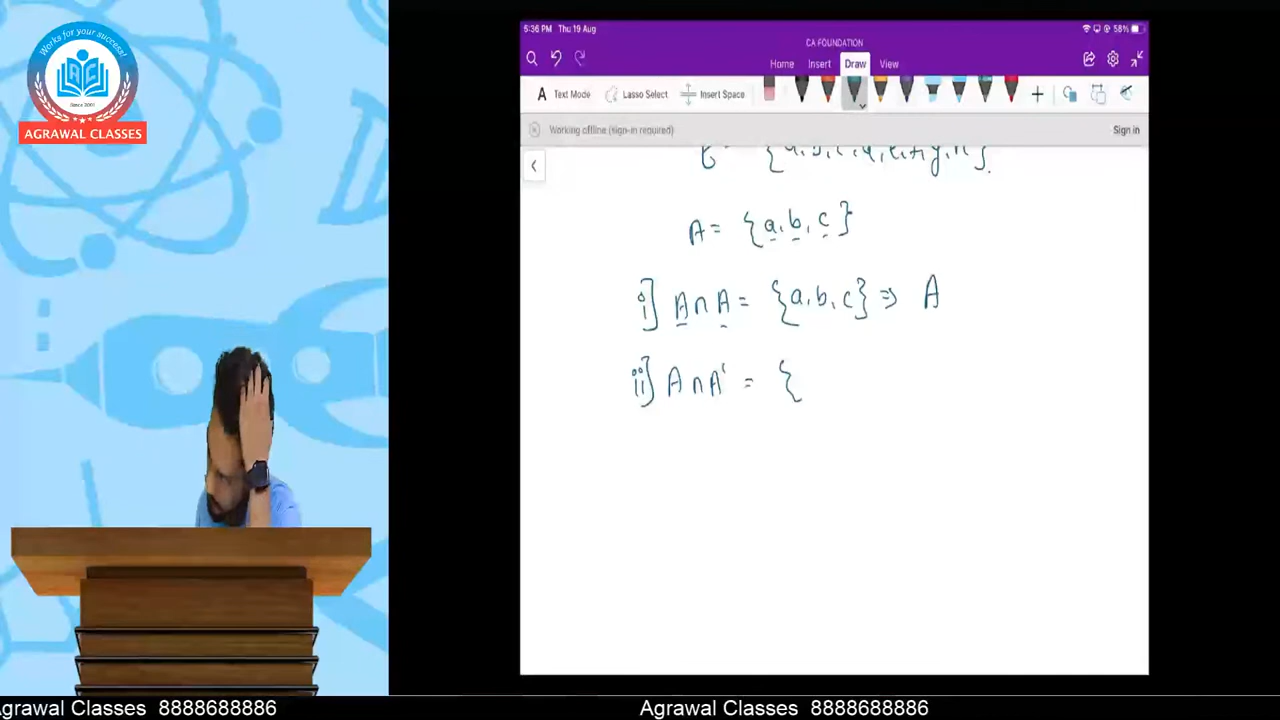 Works for your success!
AEC
Since 2001
AGRAWAL CLASSES
5:36 PM Thu 19 Aug
58%
CA FOUNDATION
Home Insert Draw View
A Text Mode Lasso Select Insert Space
Working offline (sign-in required) Sign in
A = {a, b, c}
i] A∩A = {a, b, c} ⇒ A
ii] A∩A' = {
Agrawal Classes 8888688886 Agrawal Classes 8888688886